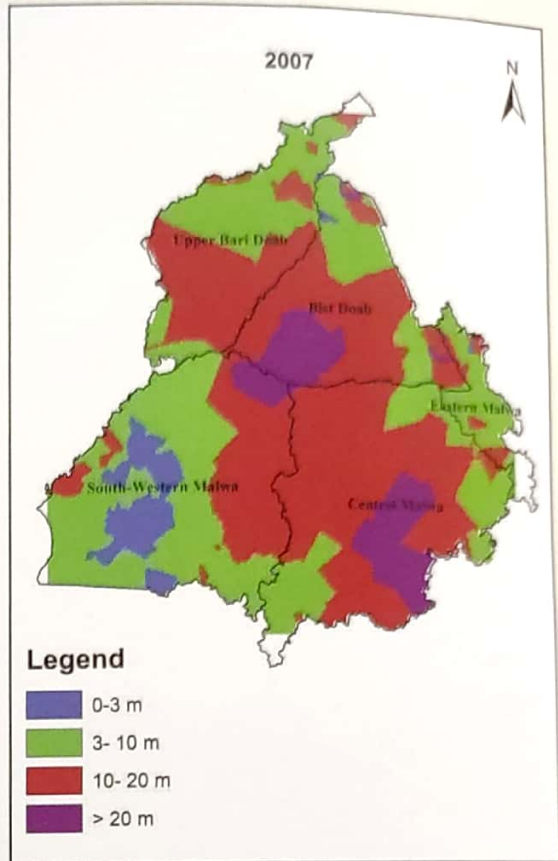 2007
N
Upper Bari Doab
Bist Doab
Eastern Malwa
South-Western Malwa
Central Malwa
Legend
0-3 m
3- 10 m
10- 20 m
> 20 m